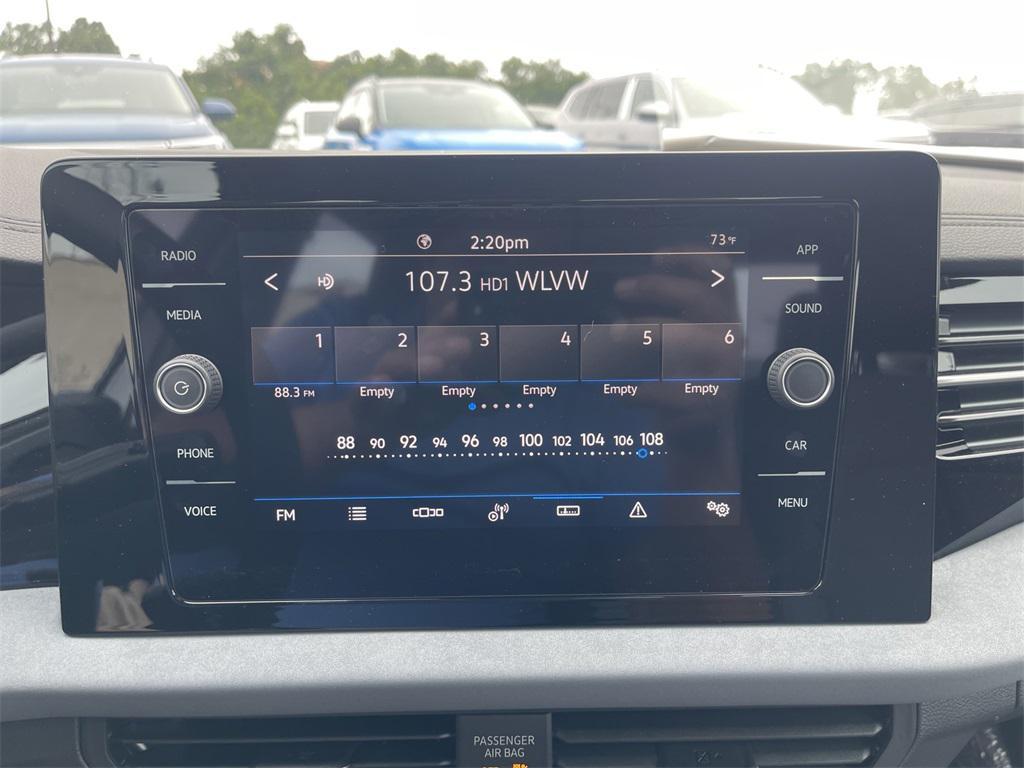 RADIO
MEDIA
PHONE
VOICE
2:20pm
73°F
< HD 107.3 HD1 WLVW >
1 2 3 4 5 6
88.3 FM Empty Empty Empty Empty Empty
88 90 92 94 96 98 100 102 104 106 108
FM
APP
SOUND
CAR
MENU
PASSENGER
AIR BAG